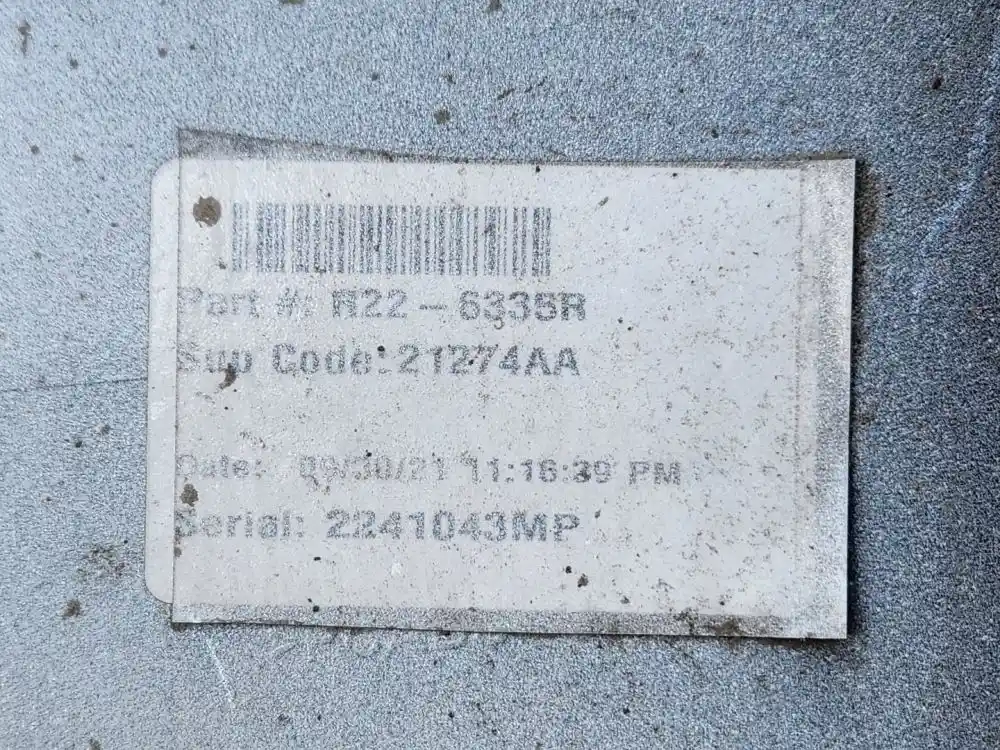 Part #: R22-6335R
Sup Code: 21274AA
Date: 09/30/21 11:16:39 PM
Serial: 2241043MP